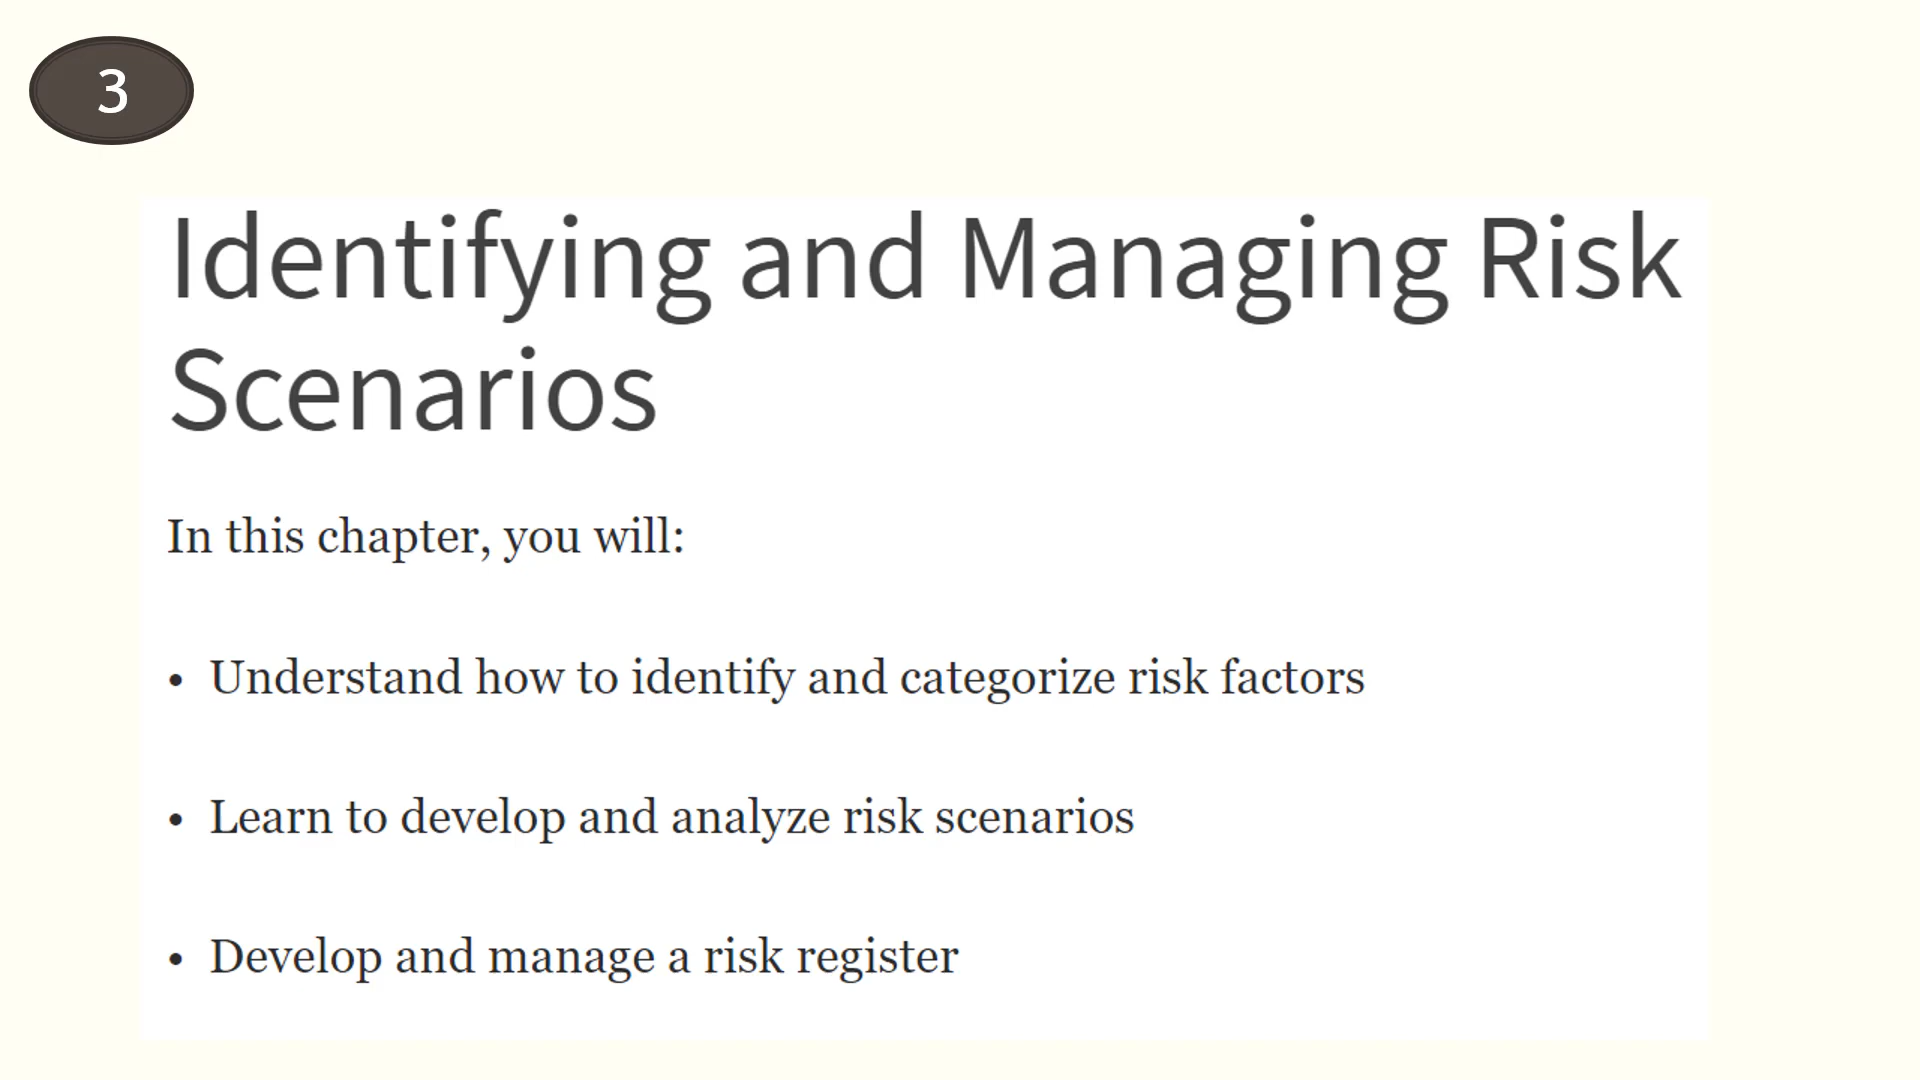 3
Identifying and Managing Risk
Scenarios
In this chapter, you will:
• Understand how to identify and categorize risk factors
• Learn to develop and analyze risk scenarios
• Develop and manage a risk register